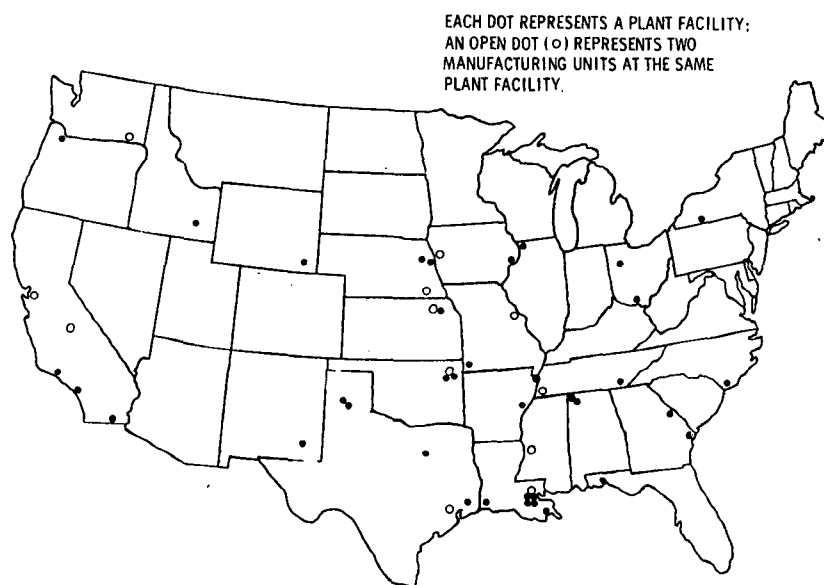 EACH DOT REPRESENTS A PLANT FACILITY;
AN OPEN DOT (o) REPRESENTS TWO
MANUFACTURING UNITS AT THE SAME
PLANT FACILITY.